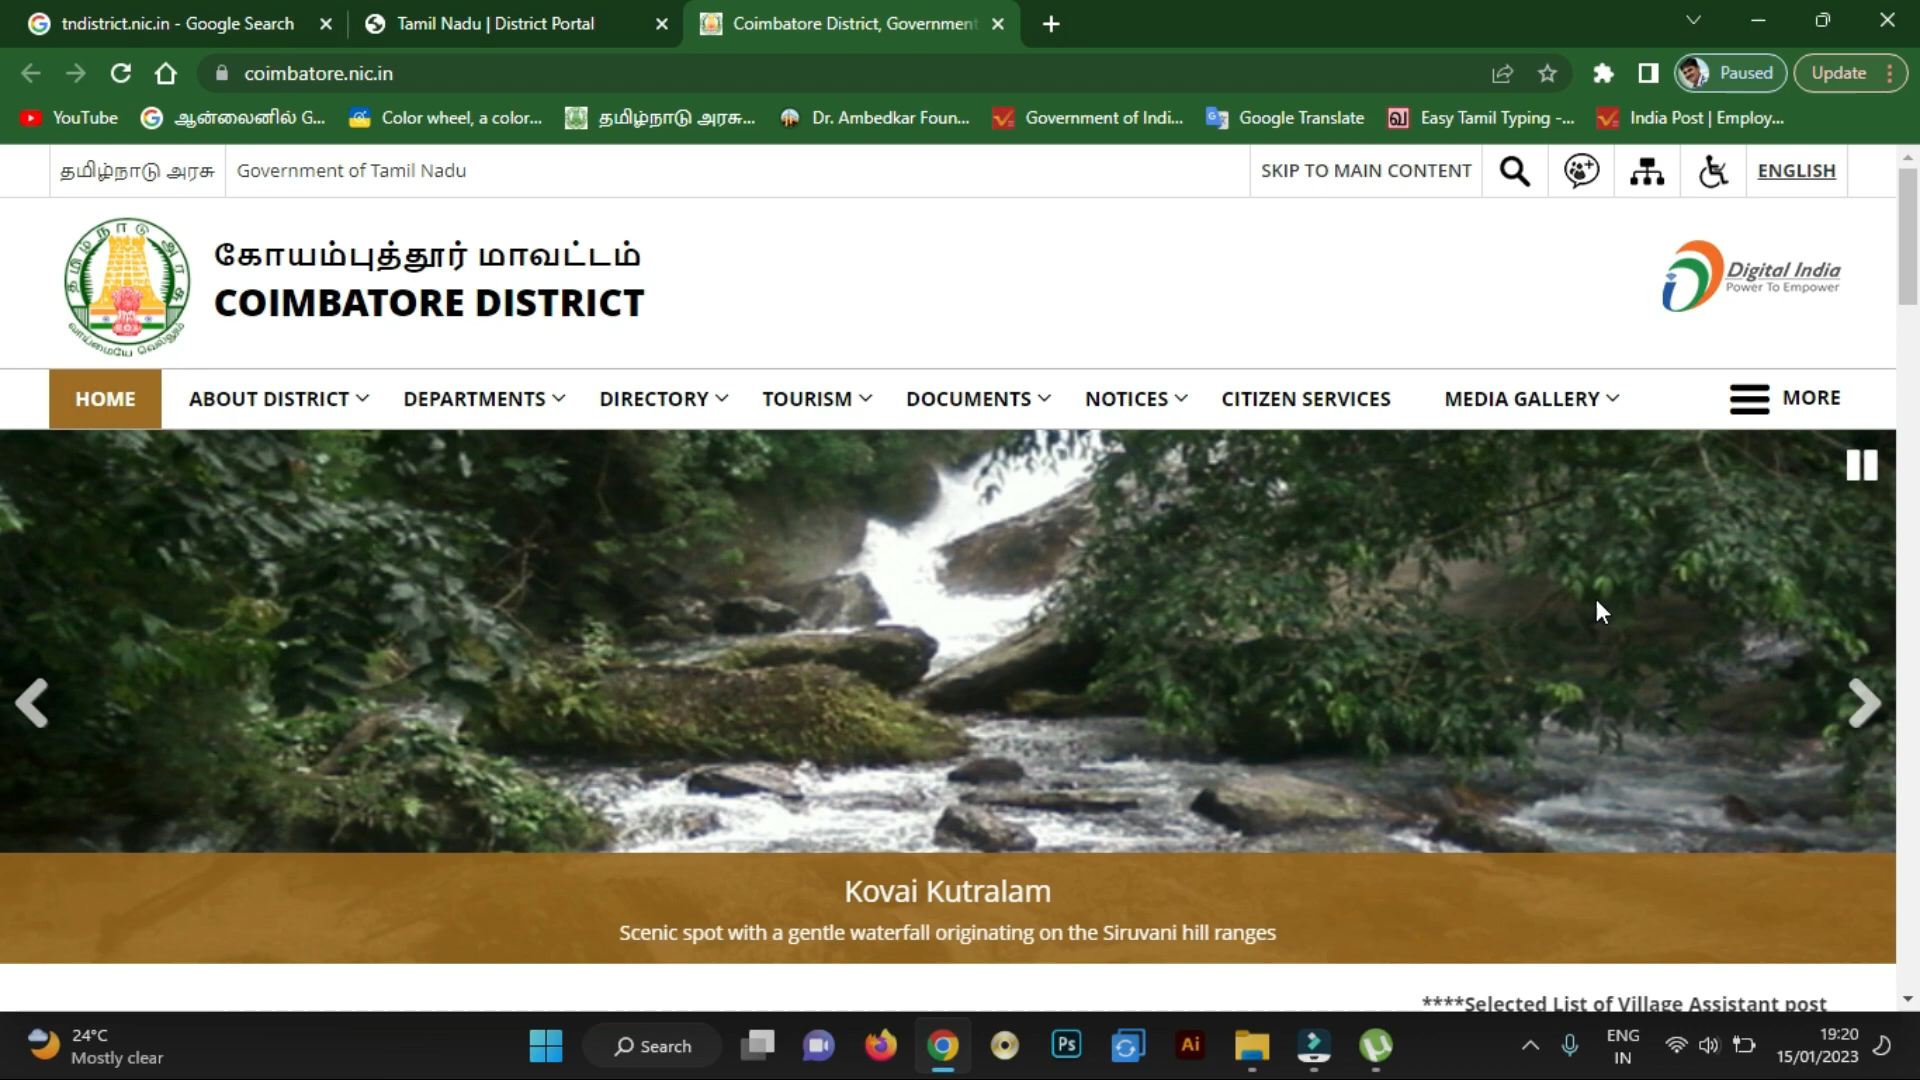 tndistrict.nic.in - Google Search
Tamil Nadu | District Portal
Coimbatore District, Government
coimbatore.nic.in
Paused
Update
YouTube
ஆன்லைனில் G...
Color wheel, a color...
தமிழ்நாடு அரசு...
Dr. Ambedkar Foun...
Government of Indi...
Google Translate
Easy Tamil Typing -...
India Post | Employ...
தமிழ்நாடு அரசு
Government of Tamil Nadu
SKIP TO MAIN CONTENT
ENGLISH
கோயம்புத்தூர் மாவட்டம்
COIMBATORE DISTRICT
தமிழ்நாடு அரசு
வாய்மையே வெல்லும்
Digital India
Power To Empower
HOME
ABOUT DISTRICT
DEPARTMENTS
DIRECTORY
TOURISM
DOCUMENTS
NOTICES
CITIZEN SERVICES
MEDIA GALLERY
MORE
Kovai Kutralam
Scenic spot with a gentle waterfall originating on the Siruvani hill ranges
****Selected List of Village Assistant post
24°C
Mostly clear
Search
Ps
Ai
ENG
IN
19:20
15/01/2023